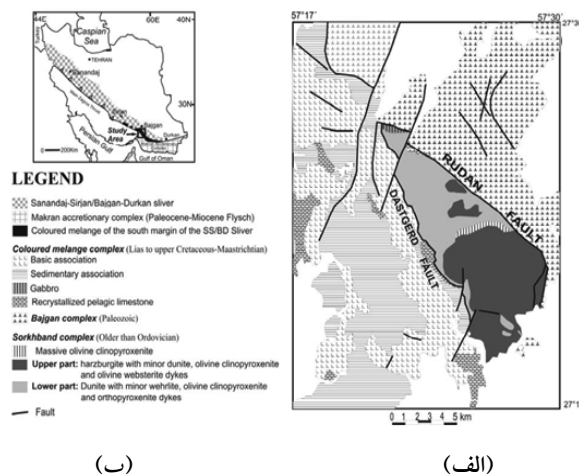 44E
60E
40N
Caspian
Sea
TEHRAN
Sanandaj
30N
Sirjan
Bajgan
Study
Area
Durkan
Persian Gulf
Gulf of Oman
0 200Km
LEGEND
Sanandaj-Sirjan/Bajgan-Durkan sliver
Makran accretionary complex (Paleocene-Miocene Flysch)
Coloured melange of the south margin of the SS/BD Sliver
Coloured melange complex (Lias to upper Cretaceous-Maastrichtian)
Basic association
Sedimentary association
Gabbro
Recrystallized pelagic limestone
Bajgan complex (Paleozoic)
Sorkhband complex (Older than Ordovician)
Massive olivine clinopyroxenite
Upper part: harzburgite with minor dunite, olivine clinopyroxenite
and olivine websterite dykes
Lower part: Dunite with minor wehrlite, olivine clinopyroxenite
and orthopyroxenite dykes
Fault
(ب)
57°17'
57°30'
RUDAN
FAULT
DASTGERD
FAULT
0 1 2 3 4 5 km
(الف)